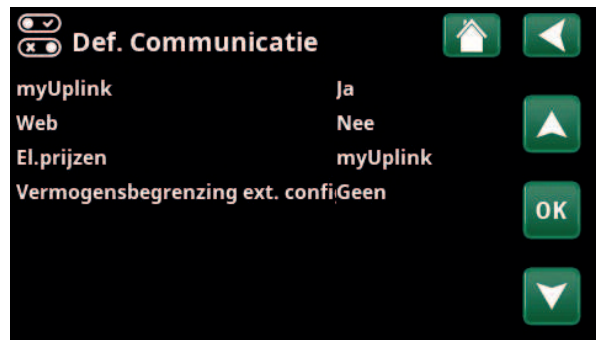 Def. Communicatie
myUplink Ja
Web Nee
El.prijzen myUplink
Vermogensbegrenzing ext. confi Geen
OK